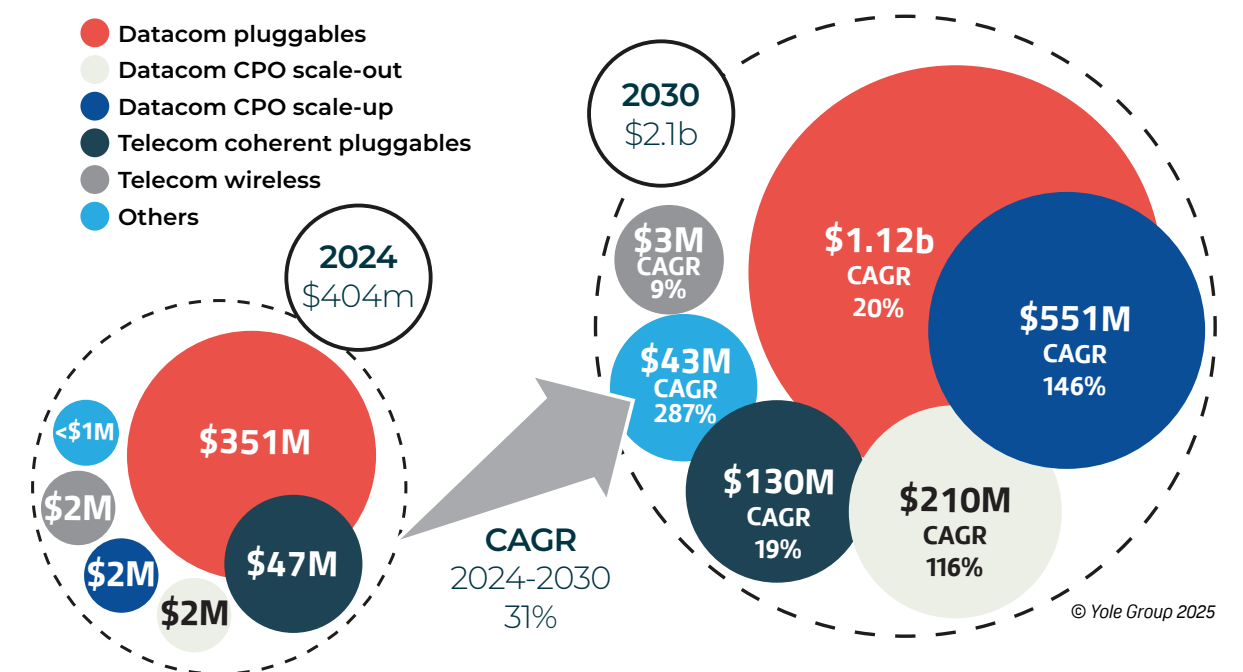 Datacom pluggables
Datacom CPO scale-out
Datacom CPO scale-up
Telecom coherent pluggables
Telecom wireless
Others
2024
$404m
<$1M
$351M
$2M
$2M
$2M
$47M
CAGR
2024-2030
31%
2030
$2.1b
$3M
CAGR
9%
$43M
CAGR
287%
$1.12b
CAGR
20%
$551M
CAGR
146%
$130M
CAGR
19%
$210M
CAGR
116%
© Yole Group 2025